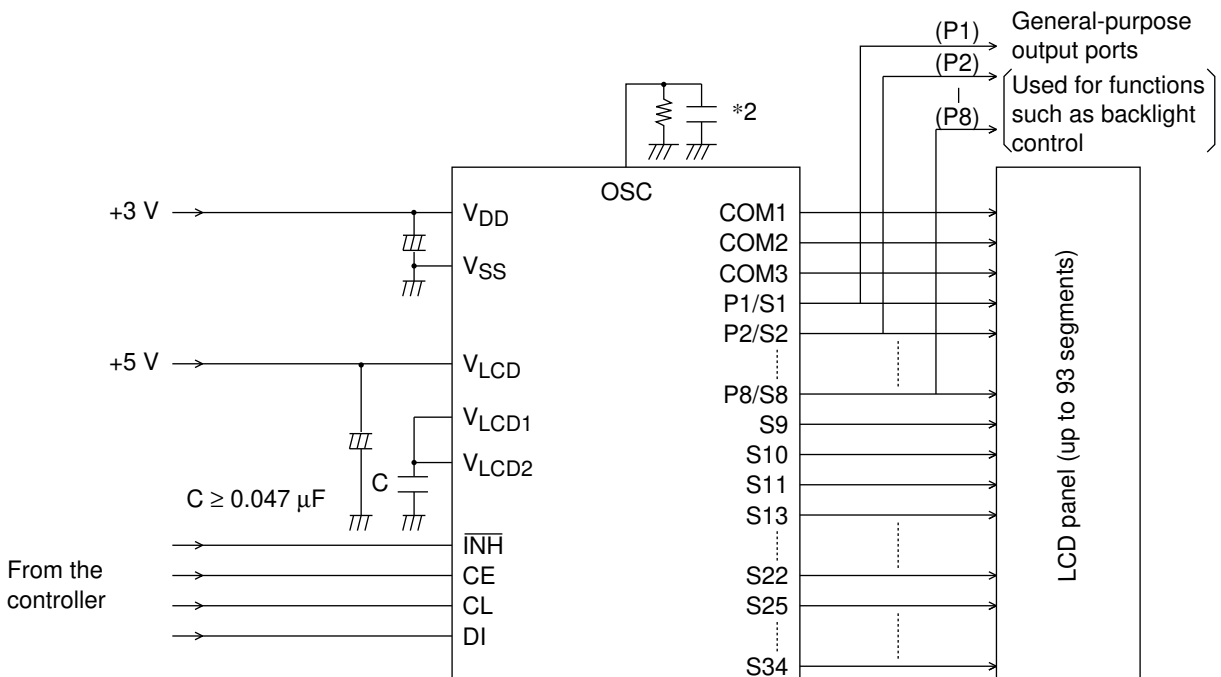 (P1)
General-purpose
output ports
(P2)
(P8)
Used for functions
such as backlight
control
*2
OSC
+3 V
VDD
VSS
+5 V
VLCD
VLCD1
VLCD2
C
C ≥ 0.047 μF
From the
controller
INH
CE
CL
DI
COM1
COM2
COM3
P1/S1
P2/S2
P8/S8
S9
S10
S11
S13
S22
S25
S34
LCD panel (up to 93 segments)